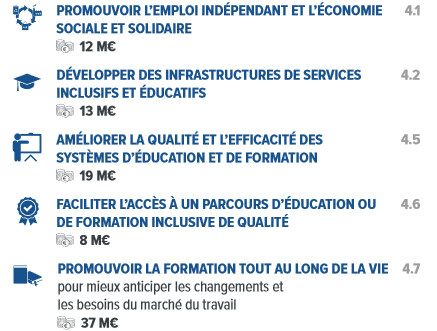 PROMOUVOIR L'EMPLOI INDÉPENDANT ET L'ÉCONOMIE 4.1
SOCIALE ET SOLIDAIRE
12 M€
DÉVELOPPER DES INFRASTRUCTURES DE SERVICES 4.2
INCLUSIFS ET ÉDUCATIFS
13 M€
AMÉLIORER LA QUALITÉ ET L'EFFICACITÉ DES 4.5
SYSTÈMES D'ÉDUCATION ET DE FORMATION
19 M€
FACILITER L'ACCÈS À UN PARCOURS D'ÉDUCATION OU 4.6
DE FORMATION INCLUSIVE DE QUALITÉ
8 M€
PROMOUVOIR LA FORMATION TOUT AU LONG DE LA VIE 4.7
pour mieux anticiper les changements et
les besoins du marché du travail
37 M€